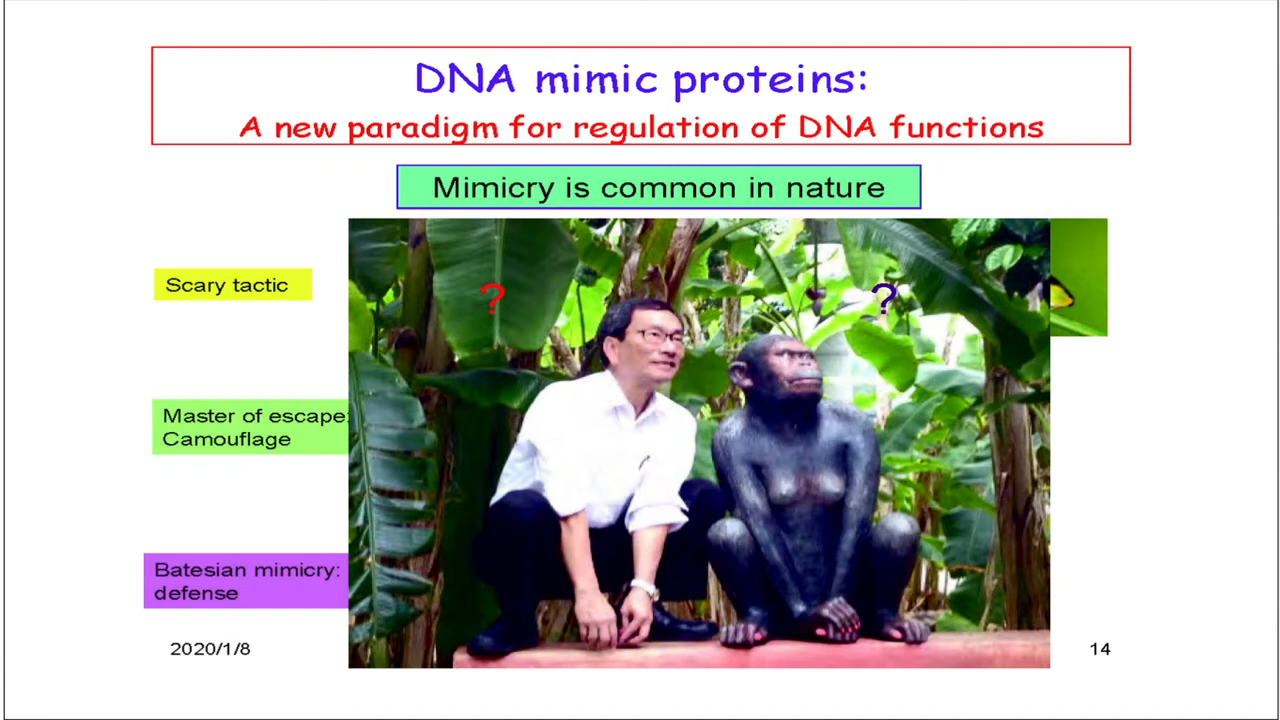 DNA mimic proteins:
A new paradigm for regulation of DNA functions
Mimicry is common in nature
?
?
Scary tactic
Master of escape:
Camouflage
Batesian mimicry:
defense
2020/1/8
14